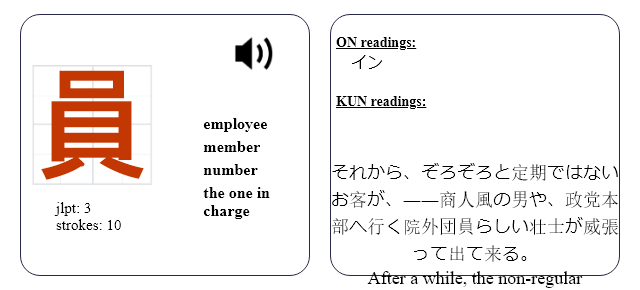 員
employee
member
number
the one in
charge
jlpt: 3
strokes: 10
ON readings:
イン
KUN readings:
それから、ぞろぞろと定期ではない
お客が、――商人風の男や、政党本
部へ行く院外団員らしい壮士が威張
って出て来る。
After a while, the non-regular